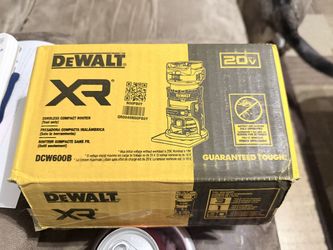 DEWALT
XR
CORDLESS COMPACT ROUTER
(Tool only)
FRESADORA COMPACTA INALÁMBRICA
(Solo la herramienta)
ROUTEUR COMPACTE SANS FIL
(Outil seulement)
DCW600B
20V
GUARANTEED TOUGH.
DEWALT
XR